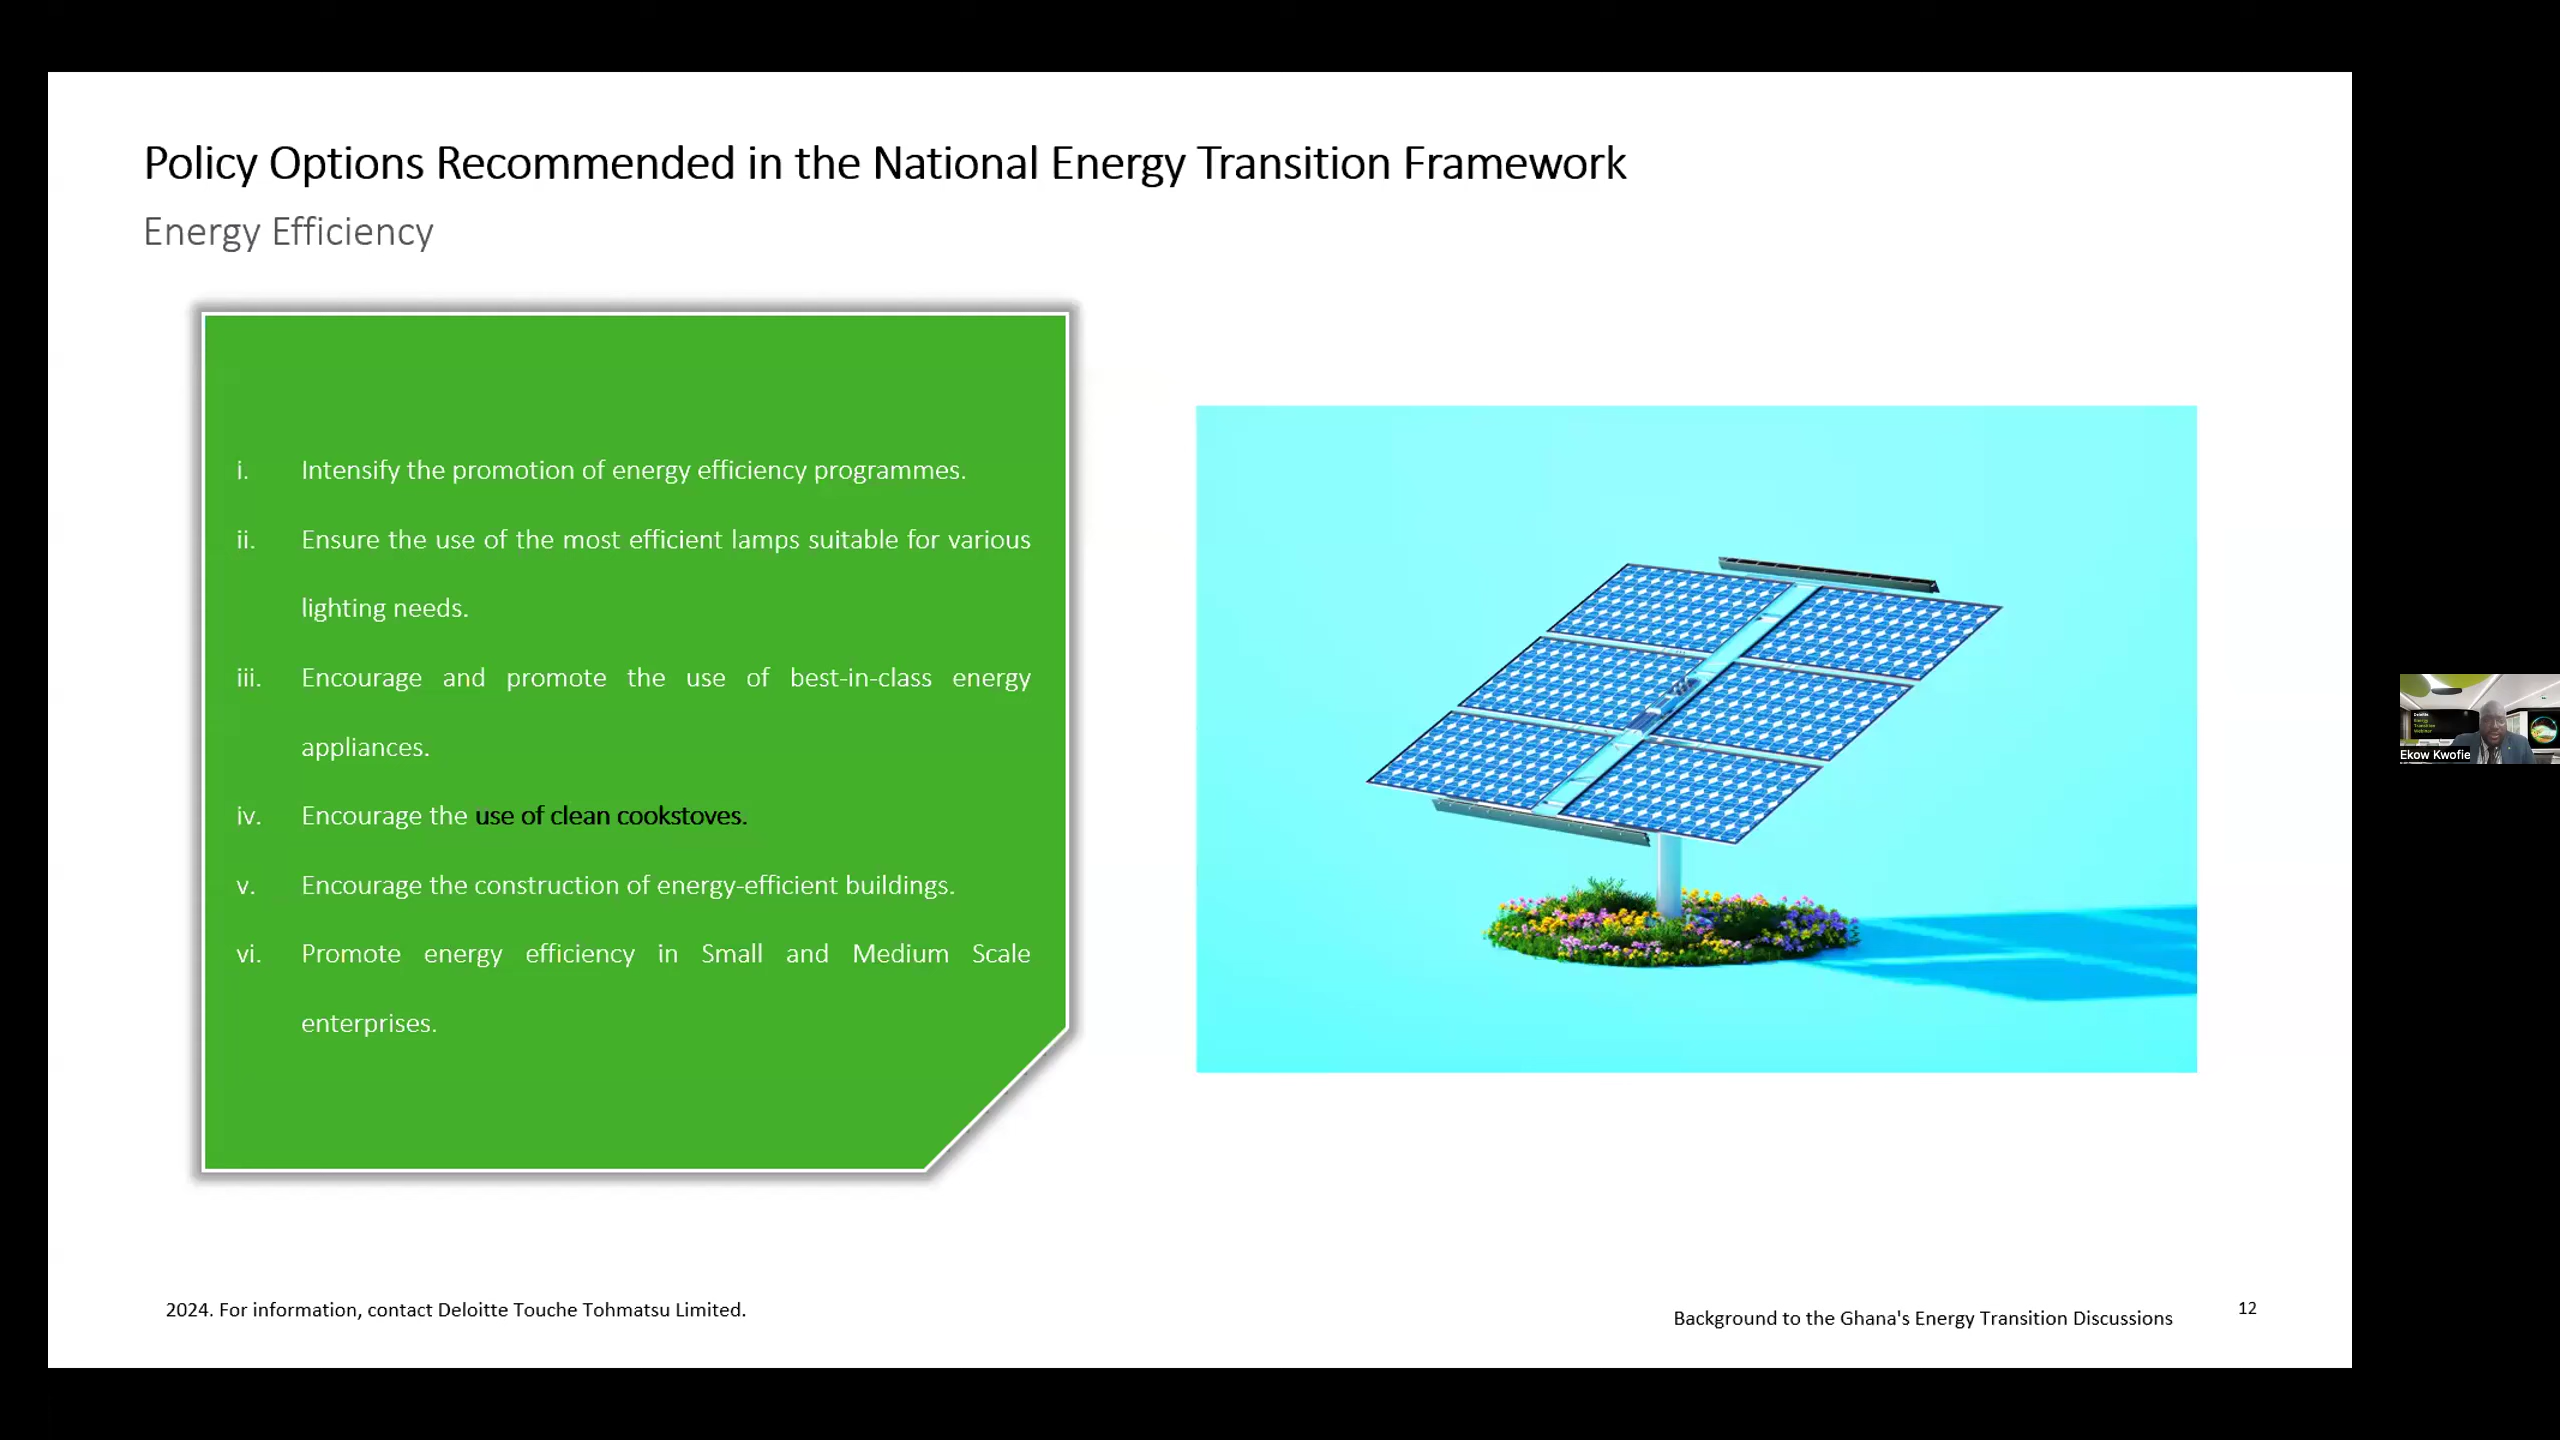 Policy Options Recommended in the National Energy Transition Framework
Energy Efficiency
i. Intensify the promotion of energy efficiency programmes.
ii. Ensure the use of the most efficient lamps suitable for various
lighting needs.
iii. Encourage and promote the use of best-in-class energy
appliances.
iv. Encourage the use of clean cookstoves.
v. Encourage the construction of energy-efficient buildings.
vi. Promote energy efficiency in Small and Medium Scale
enterprises.
Deloitte
Energy
Transition
Webinar
Ekow Kwofie
2024. For information, contact Deloitte Touche Tohmatsu Limited.
Background to the Ghana's Energy Transition Discussions
12